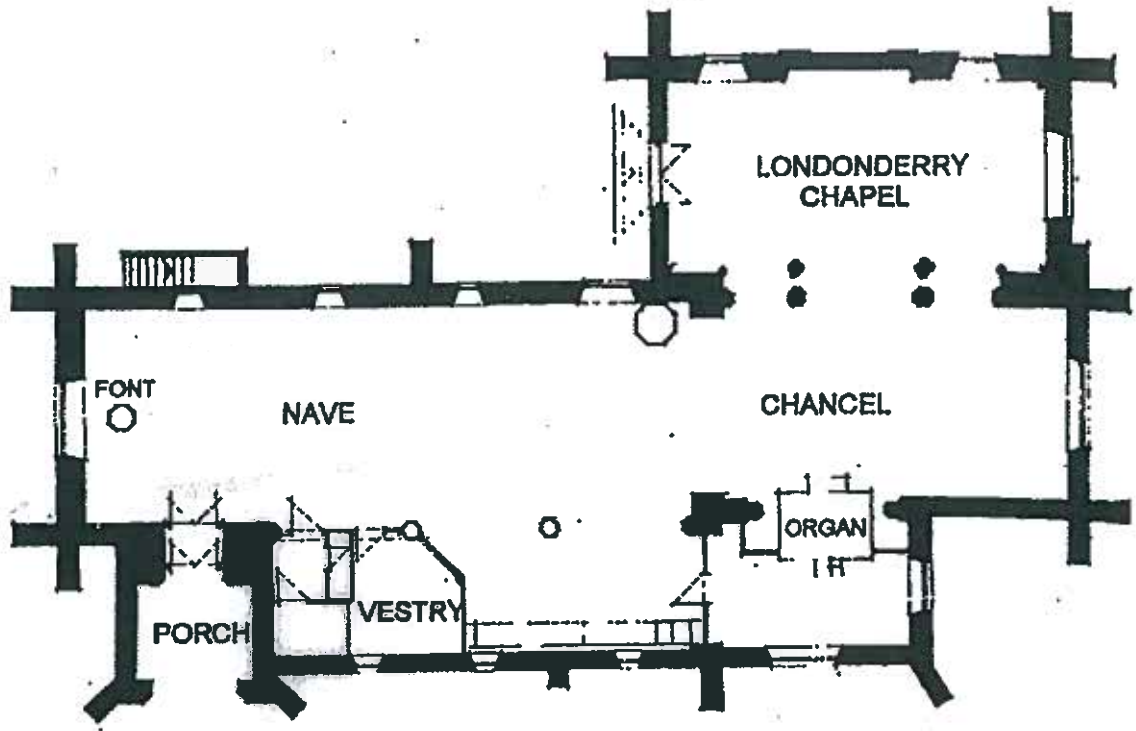 LONDONDERRY
CHAPEL
FONT
NAVE
CHANCEL
ORGAN
VESTRY
PORCH